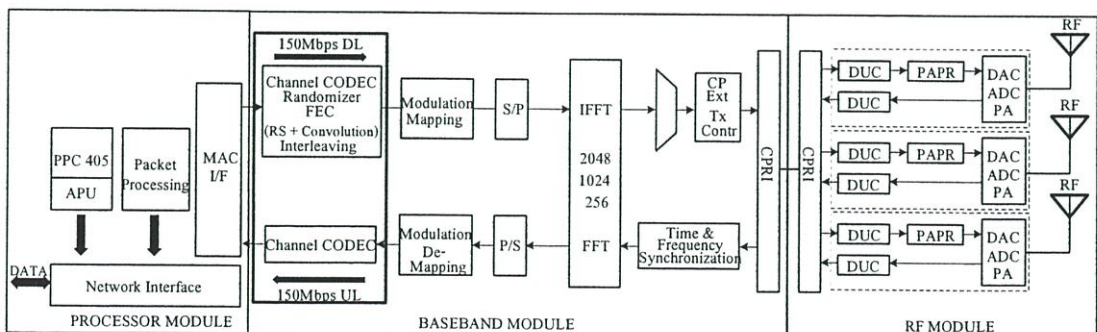 PPC 405
APU
Packet
Processing
MAC
I/F
DATA
Network Interface
PROCESSOR MODULE
150Mbps DL
Channel CODEC
Randomizer
FEC
(RS + Convolution)
Interleaving
Modulation
Mapping
S/P
IFFT
2048
1024
256
FFT
CP
Ext
Tx
Contr
CPRI
Channel CODEC
150Mbps UL
Modulation
De-
Mapping
P/S
Time &
Frequency
Synchronization
BASEBAND MODULE
CPRI
RF
DUC
PAPR
DAC
ADC
PA
DUC
RF
DUC
PAPR
DAC
ADC
PA
DUC
RF
DUC
PAPR
DAC
ADC
PA
DUC
RF MODULE